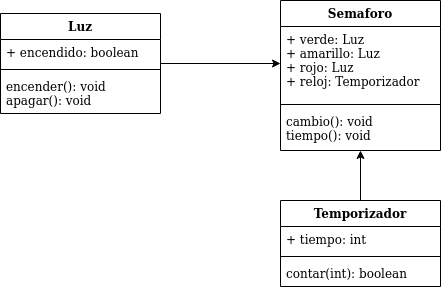 Luz
+ encendido: boolean
encender(): void
apagar(): void
Semaforo
+ verde: Luz
+ amarillo: Luz
+ rojo: Luz
+ reloj: Temporizador
cambio(): void
tiempo(): void
Temporizador
+ tiempo: int
contar(int): boolean